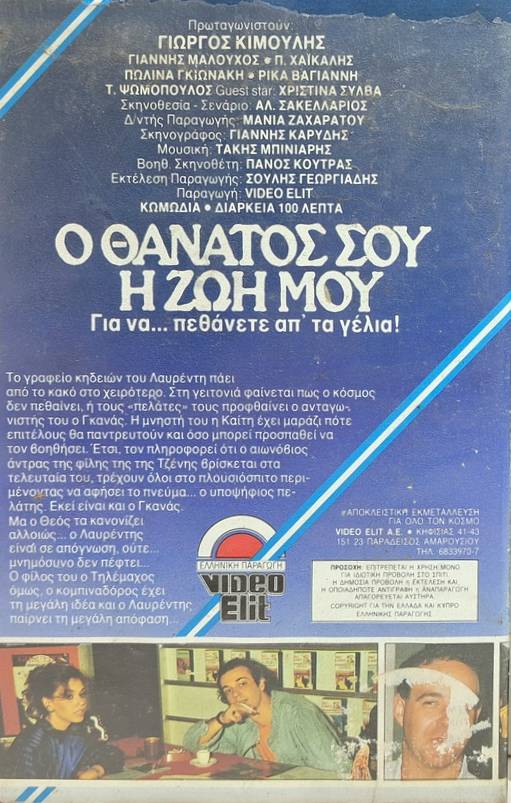 Πρωταγωνιστούν:
ΓΙΩΡΓΟΣ ΚΙΜΟΥΛΗΣ
ΓΙΑΝΝΗΣ ΜΑΛΟΥΧΟΣ • Π. ΧΑΪΚΑΛΗΣ
ΠΩΛΙΝΑ ΓΚΙΩΝΑΚΗ • ΡΙΚΑ ΒΑΓΙΑΝΝΗ
Τ. ΨΩΜΟΠΟΥΛΟΣ Guest star: ΧΡΙΣΤΙΝΑ ΣΥΛΒΑ
Σκηνοθεσία - Σενάριο: ΑΛ. ΣΑΚΕΛΛΑΡΙΟΣ
Δ/ντής Παραγωγής: ΜΑΝΙΑ ΖΑΧΑΡΑΤΟΥ
Σκηνογράφος: ΓΙΑΝΝΗΣ ΚΑΡΥΔΗΣ
Μουσική: ΤΑΚΗΣ ΜΠΙΝΙΑΡΗΣ
Βοηθ. Σκηνοθέτη: ΠΑΝΟΣ ΚΟΥΤΡΑΣ
Εκτέλεση Παραγωγής: ΣΟΥΛΗΣ ΓΕΩΡΓΙΑΔΗΣ
Παραγωγή: VIDEO ELIT
ΚΩΜΩΔΙΑ • ΔΙΑΡΚΕΙΑ 100 ΛΕΠΤΑ
Ο ΘΑΝΑΤΟΣ ΣΟΥ
Η ΖΩΗ ΜΟΥ
Για να... πεθάνετε απ' τα γέλια!
Το γραφείο κηδειών του Λαυρέντη πάει
από το κακό στο χειρότερο. Στη γειτονιά φαίνεται πως ο κόσμος
δεν πεθαίνει, ή τους «πελάτες» τους προφθαίνει ο ανταγω-
νιστής του ο Γκανάς. Η μνηστή του η Καίτη έχει μαράζι πότε
επιτέλους θα παντρευτούν και όσο μπορεί προσπαθεί να
τον βοηθήσει. Έτσι, τον πληροφορεί ότι ο αιωνόβιος
άντρας της φίλης της της Τζένης βρίσκεται στα
τελευταία του, τρέχουν όλοι στο πλουσιόσπιτο περι-
μένοντας να αφήσει το πνεύμα... ο υποψήφιος πε-
λάτης. Εκεί είναι και ο Γκανάς.
Μα ο Θεός τα κανονίζει
αλλοιώς... ο Λαυρέντης
είναι σε απόγνωση, ούτε...
μνημόσυνο δεν πέφτει...
Ο φίλος του ο Τηλέμαχος
όμως, ο κομπιναδόρος έχει
τη μεγάλη ιδέα και ο Λαυρέντης
παίρνει τη μεγάλη απόφαση...
ΕΛΛΗΝΙΚΗ ΠΑΡΑΓΩΓΗ
VIDEO
Elit
ΑΠΟΚΛΕΙΣΤΙΚΗ ΕΚΜΕΤΑΛΛΕΥΣΗ
ΓΙΑ ΟΛΟ ΤΟΝ ΚΟΣΜΟ
VIDEO ELIT A.E. • ΚΗΦΙΣΙΑΣ 41-43
151 23 ΠΑΡΑΔΕΙΣΟΣ ΑΜΑΡΟΥΣΙΟΥ
ΤΗΛ. 6833970-7
ΠΡΟΣΟΧΗ: ΕΠΙΤΡΕΠΕΤΑΙ Η ΧΡΗΣΗ ΜΟΝΟ
ΓΙΑ ΙΔΙΩΤΙΚΗ ΠΡΟΒΟΛΗ ΣΤΟ ΣΠΙΤΙ
Η ΔΗΜΟΣΙΑ ΠΡΟΒΟΛΗ ή ΕΚΤΕΛΕΣΗ ΚΑΙ
Η ΟΠΟΙΑΔΗΠΟΤΕ ΑΝΤΙΓΡΑΦΗ ή ΑΝΑΠΑΡΑΓΩΓΗ
ΑΠΑΓΟΡΕΥΕΤΑΙ ΑΥΣΤΗΡΑ.
COPYRIGHT ΓΙΑ ΤΗΝ ΕΛΛΑΔΑ ΚΑΙ ΚΥΠΡΟ
ΕΛΛΗΝΙΚΗΣ ΠΑΡΑΓΩΓΗΣ